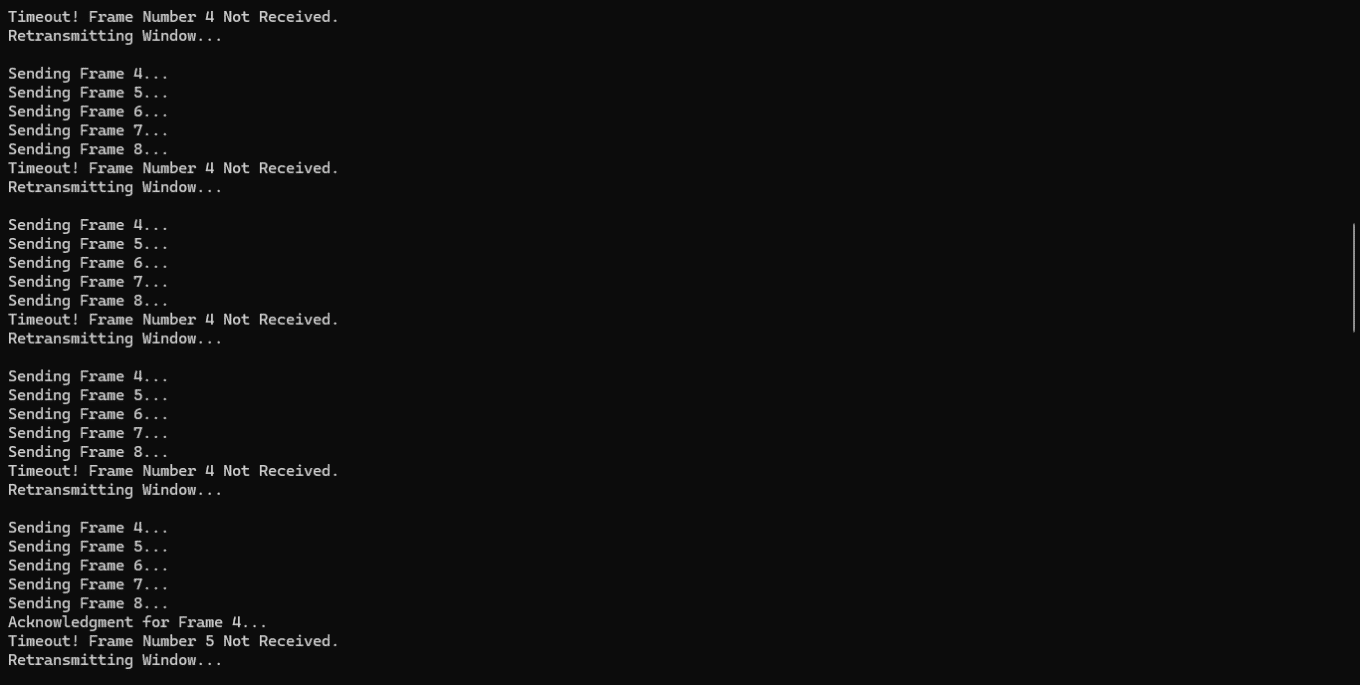 Timeout! Frame Number 4 Not Received.
Retransmitting Window...
Sending Frame 4...
Sending Frame 5...
Sending Frame 6...
Sending Frame 7...
Sending Frame 8...
Timeout! Frame Number 4 Not Received.
Retransmitting Window...
Sending Frame 4...
Sending Frame 5...
Sending Frame 6...
Sending Frame 7...
Sending Frame 8...
Timeout! Frame Number 4 Not Received.
Retransmitting Window...
Sending Frame 4...
Sending Frame 5...
Sending Frame 6...
Sending Frame 7...
Sending Frame 8...
Timeout! Frame Number 4 Not Received.
Retransmitting Window...
Sending Frame 4...
Sending Frame 5...
Sending Frame 6...
Sending Frame 7...
Sending Frame 8...
Acknowledgment for Frame 4...
Timeout! Frame Number 5 Not Received.
Retransmitting Window...